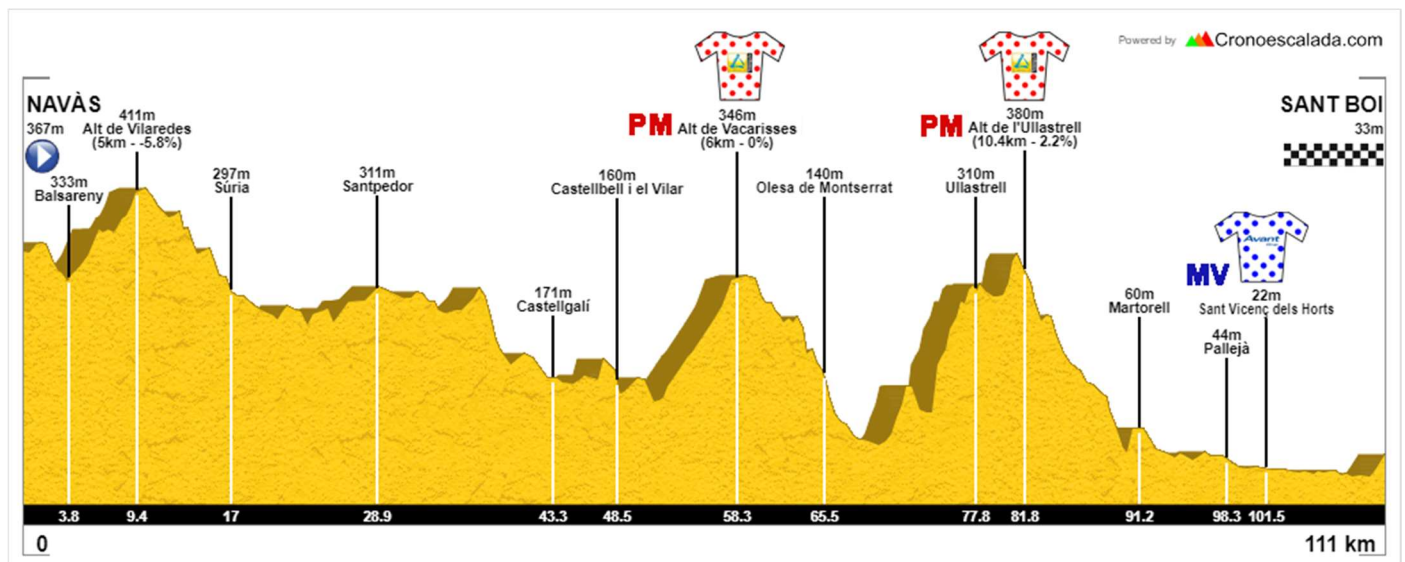 Powered by Cronoescalada.com
NAVÀS
367m
333m
Balsareny
411m
Alt de Vilaredes
(5km - -5.8%)
297m
Súria
311m
Santpedor
171m
Castellgalí
160m
Castellbell i el Vilar
PM
346m
Alt de Vacarisses
(6km - 0%)
140m
Olesa de Montserrat
310m
Ullastrell
PM
380m
Alt de l'Ullastrell
(10.4km - 2.2%)
60m
Martorell
44m
Pallejà
Avant
MV
22m
Sant Vicenç dels Horts
SANT BOI
33m
3.8 9.4 17 28.9 43.3 48.5 58.3 65.5 77.8 81.8 91.2 98.3 101.5
0 111 km